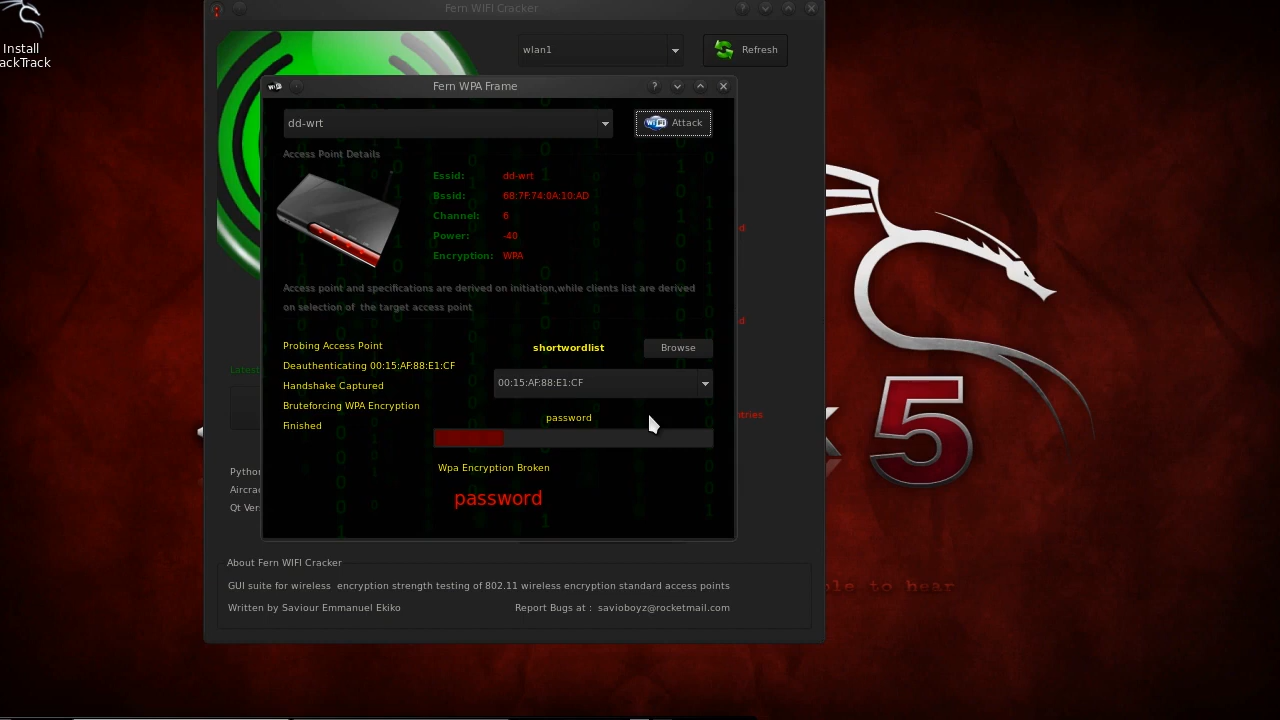 Fern WIFI Cracker
Install
ackTrack
wlan1
Refresh
Fern WPA Frame
dd-wrt
Attack
Access Point Details
Essid: dd-wrt
Bssid: 68:7F:74:0A:10:AD
Channel: 6
Power: -40
Encryption: WPA
Access point and specifications are derived on initiation,while clients list are derived
on selection of the target access point
Probing Access Point
shortwordlist
Browse
Deauthenticating 00:15:AF:88:E1:CF
Handshake Captured
00:15:AF:88:E1:CF
Bruteforcing WPA Encryption
password
Finished
Wpa Encryption Broken
password
d
d
tries
Latest
Python
Aircrac
Qt Ver
5
ble to hear
About Fern WIFI Cracker
GUI suite for wireless encryption strength testing of 802.11 wireless encryption standard access points
Written by Saviour Emmanuel Ekiko
Report Bugs at : savioboyz@rocketmail.com